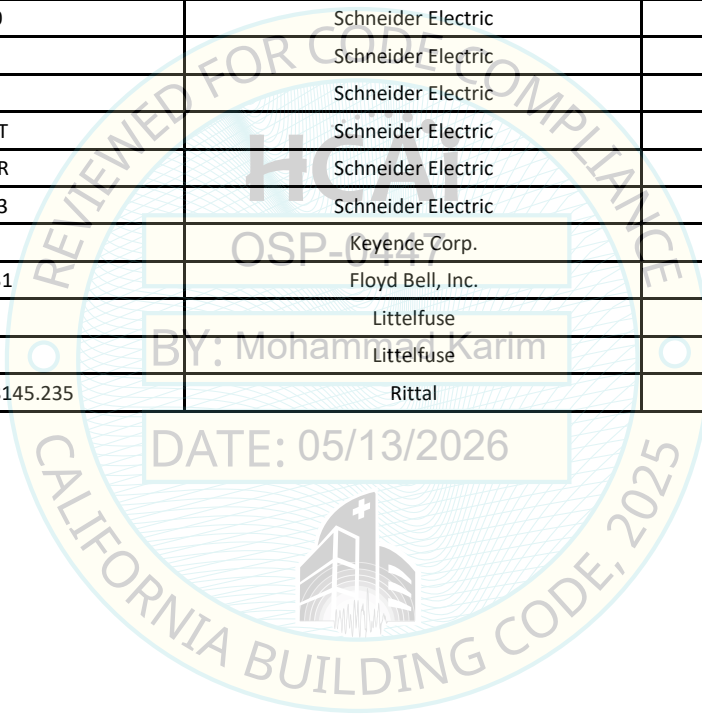 Schneider Electric
Schneider Electric
Schneider Electric
T Schneider Electric
R Schneider Electric
3 Schneider Electric
Keyence Corp.
1 Floyd Bell, Inc.
Littelfuse
Littelfuse
145.235 Rittal
REVIEWED FOR CODE COMPLIANCE
HCAi
OSP-0447
BY: Mohammad Karim
DATE: 05/13/2026
CALIFORNIA BUILDING CODE, 2025